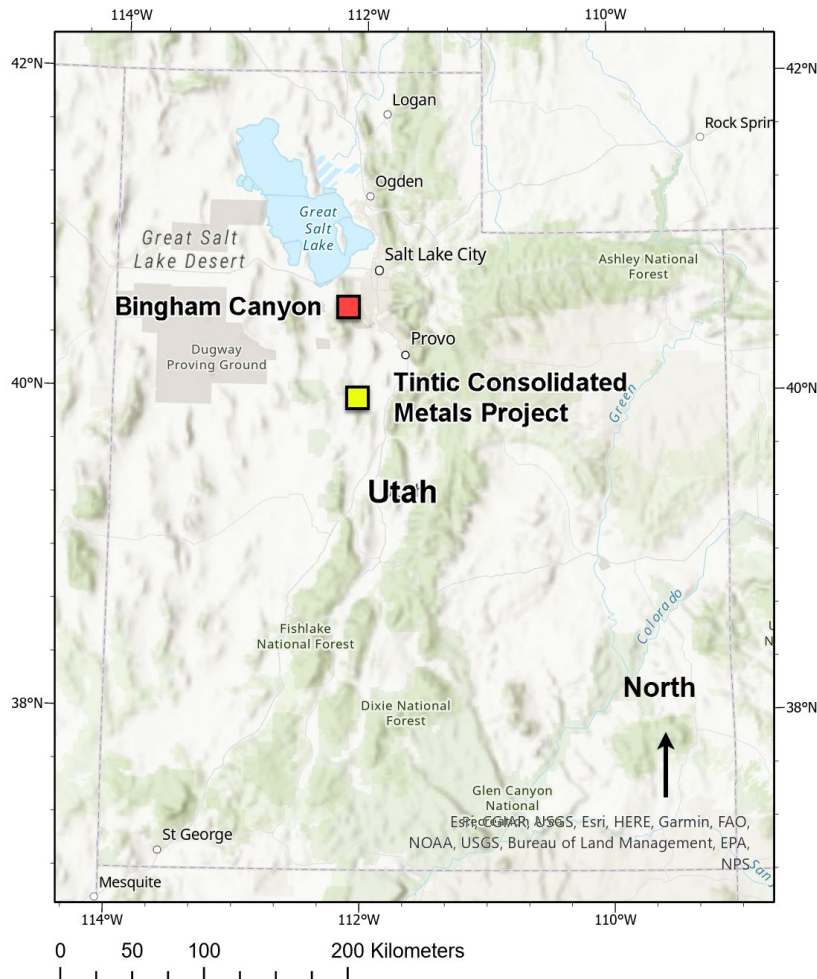 114°W 112°W 110°W
42°N
42°N
Logan
Rock Sprin
Ogden
Great
Salt
Lake
Great Salt
Lake Desert
Salt Lake City
Ashley National
Forest
Bingham Canyon
Provo
Dugway
Proving Ground
40°N
40°N
Tintic Consolidated
Metals Project
Green
Utah
Colorado
Fishlake
National Forest
U
N
North
38°N
38°N
Dixie National
Forest
Glen Canyon
National
Recreation Area
Esri, CGIAR, USGS, Esri, HERE, Garmin, FAO,
NOAA, USGS, Bureau of Land Management, EPA,
NPS
San
St George
Mesquite
114°W 112°W 110°W
0 50 100 200 Kilometers